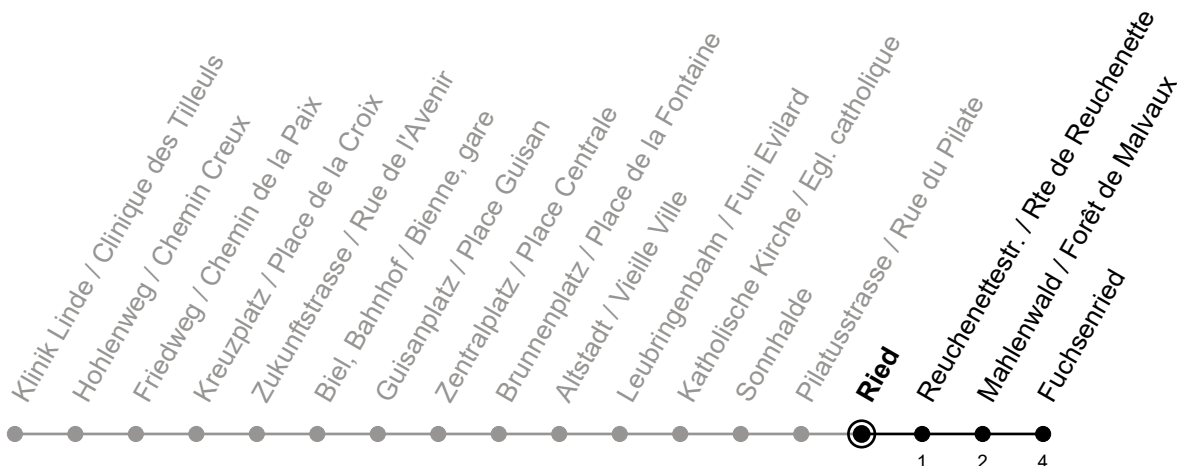 Klinik Linde / Clinique des Tilleuls
Hohlenweg / Chemin Creux
Friedweg / Chemin de la Paix
Kreuzplatz / Place de la Croix
Zukunftstrasse / Rue de l'Avenir
Biel, Bahnhof / Bienne, gare
Guisanplatz / Place Guisan
Zentralplatz / Place Centrale
Brunnenplatz / Place de la Fontaine
Altstadt / Vieille Ville
Leubringenbahn / Funi Evilard
Katholische Kirche / Egl. catholique
Sonnhalde
Pilatusstrasse / Rue du Pilate
Ried
Reuchenettestr. / Rte de Reuchenette
Mahlenwald / Forêt de Malvaux
Fuchsenried
1 2 4